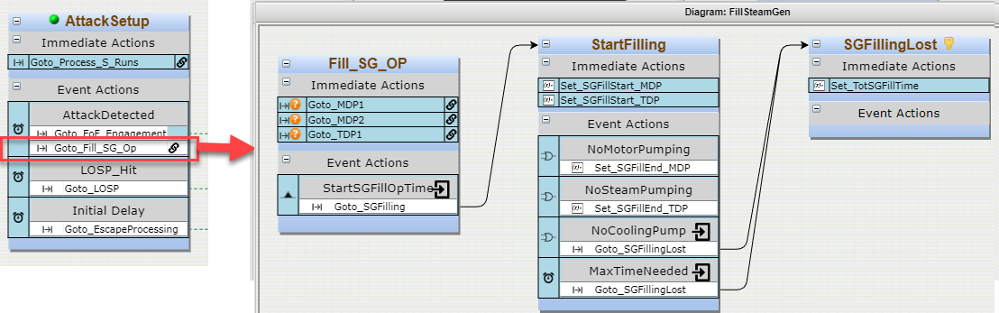 AttackSetup
Immediate Actions
Goto_Process_S_Runs
Event Actions
AttackDetected
Goto_FoF_Engagement
Goto_Fill_SG_Op
LOSP_Hit
Goto_LOSP
Initial Delay
Goto_EscapeProcessing
Diagram: FillSteamGen
Fill_SG_OP
Immediate Actions
Goto_MDP1
Goto_MDP2
Goto_TDP1
Event Actions
StartSGFillOpTime
Goto_SGFilling
StartFilling
Immediate Actions
Set_SGFillStart_MDP
Set_SGFillStart_TDP
Event Actions
NoMotorPumping
Set_SGFillEnd_MDP
NoSteamPumping
Set_SGFillEnd_TDP
NoCoolingPump
Goto_SGFillingLost
MaxTimeNeeded
Goto_SGFillingLost
SGFillingLost
Immediate Actions
Set_TotSGFillTime
Event Actions